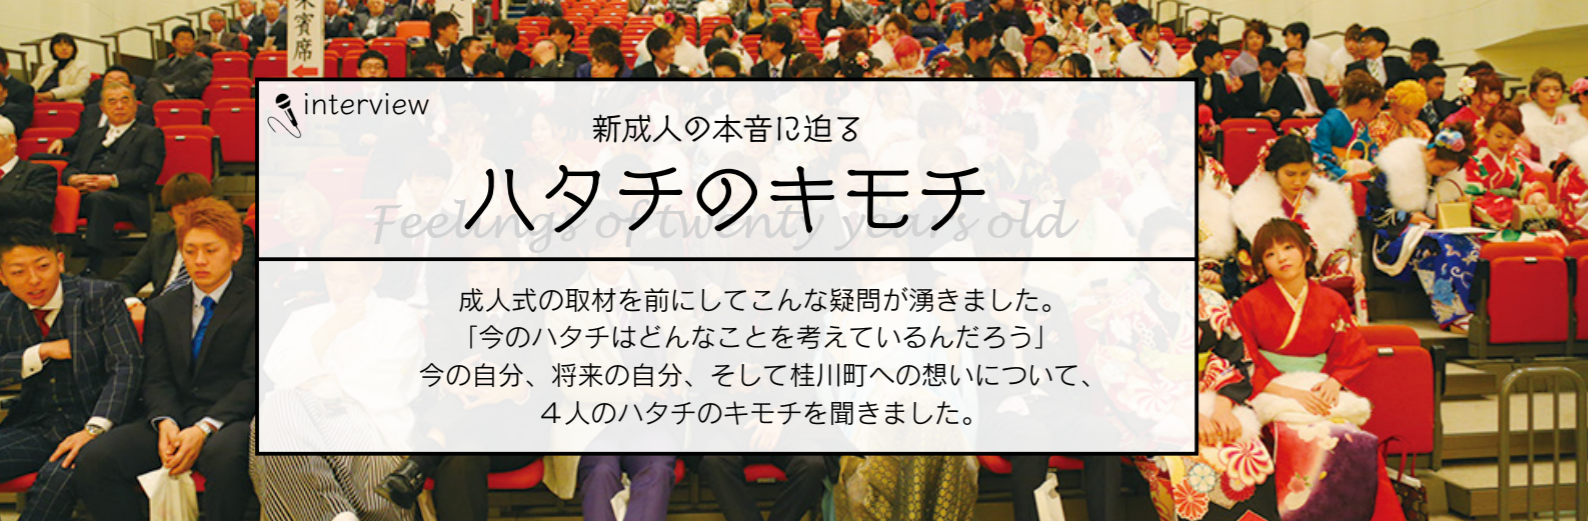 来賓席
人
interview
新成人の本音に迫る
ハタチのキモチ
Feelings of twenty years old
成人式の取材を前にしてこんな疑問が湧きました。
「今のハタチはどんなことを考えているんだろう」
今の自分、将来の自分、そして桂川町への想いについて、
４人のハタチのキモチを聞きました。